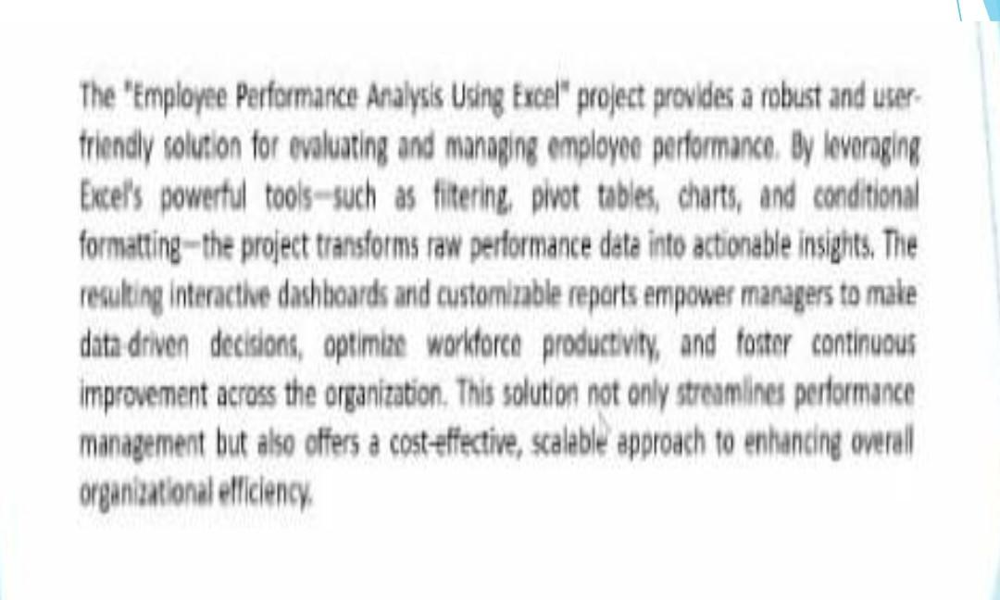 The "Employee Performance Analysis Using Excel" project provides a robust and user-
friendly solution for evaluating and managing employee performance. By leveraging
Excel's powerful tools—such as filtering, pivot tables, charts, and conditional
formatting—the project transforms raw performance data into actionable insights. The
resulting interactive dashboards and customizable reports empower managers to make
data-driven decisions, optimize workforce productivity, and foster continuous
improvement across the organization. This solution not only streamlines performance
management but also offers a cost-effective, scalable approach to enhancing overall
organizational efficiency.